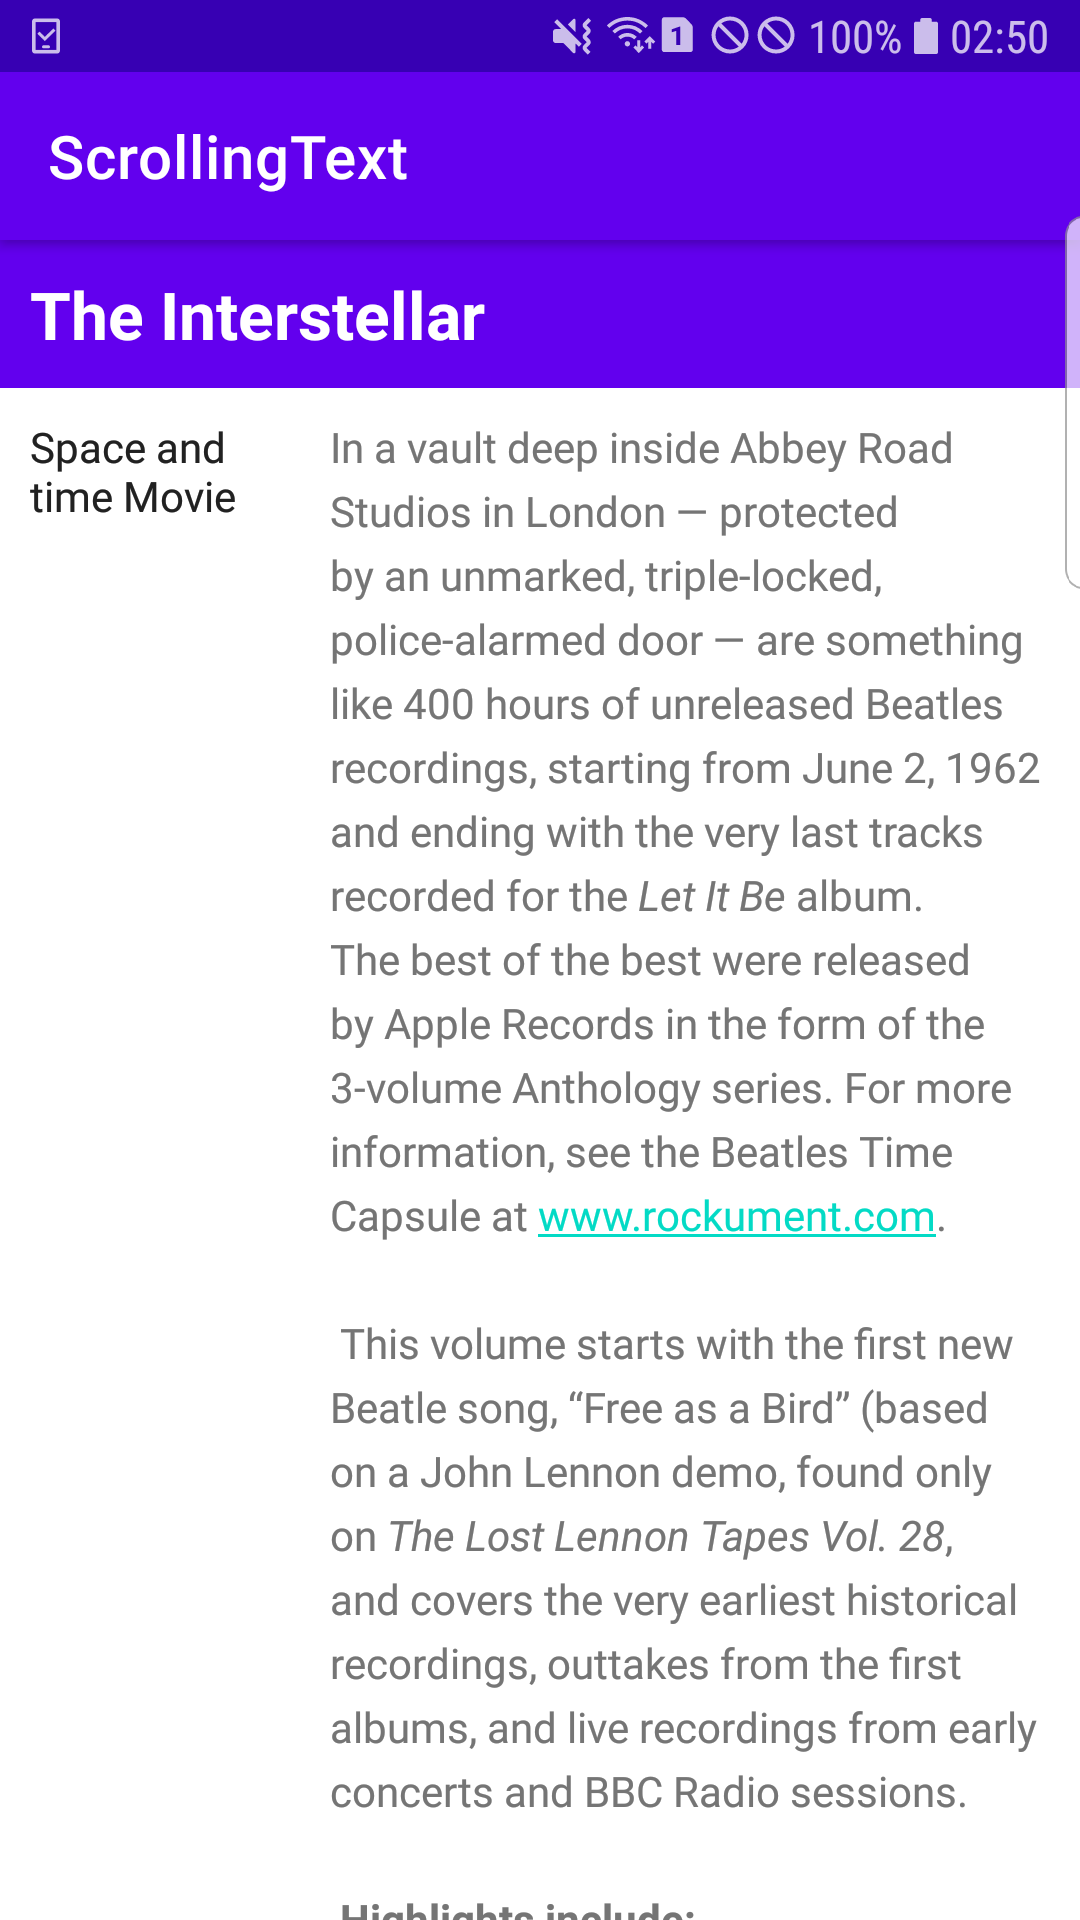 1 100% 02:50
ScrollingText
The Interstellar
Space and
time Movie
In a vault deep inside Abbey Road
Studios in London — protected
by an unmarked, triple-locked,
police-alarmed door — are something
like 400 hours of unreleased Beatles
recordings, starting from June 2, 1962
and ending with the very last tracks
recorded for the Let It Be album.
The best of the best were released
by Apple Records in the form of the
3-volume Anthology series. For more
information, see the Beatles Time
Capsule at www.rockument.com.
This volume starts with the first new
Beatle song, “Free as a Bird” (based
on a John Lennon demo, found only
on The Lost Lennon Tapes Vol. 28,
and covers the very earliest historical
recordings, outtakes from the first
albums, and live recordings from early
concerts and BBC Radio sessions.
Highlights include: